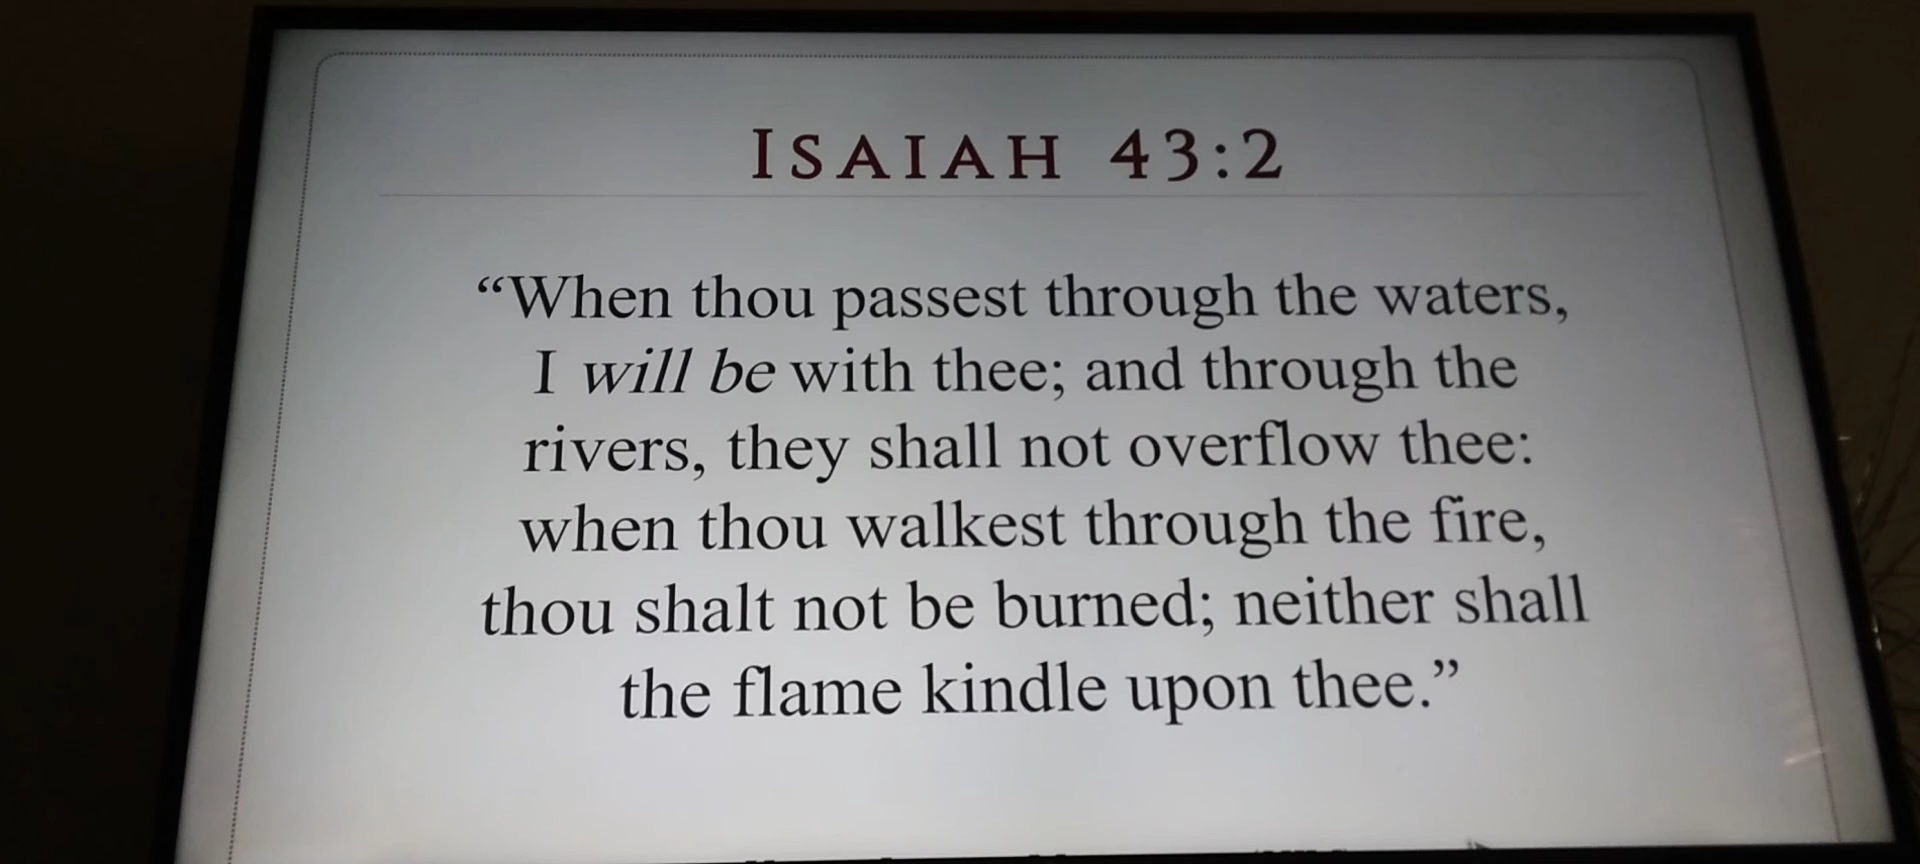 ISAIAH 43:2
“When thou passest through the waters,
I will be with thee; and through the
rivers, they shall not overflow thee:
when thou walkest through the fire,
thou shalt not be burned; neither shall
the flame kindle upon thee.”